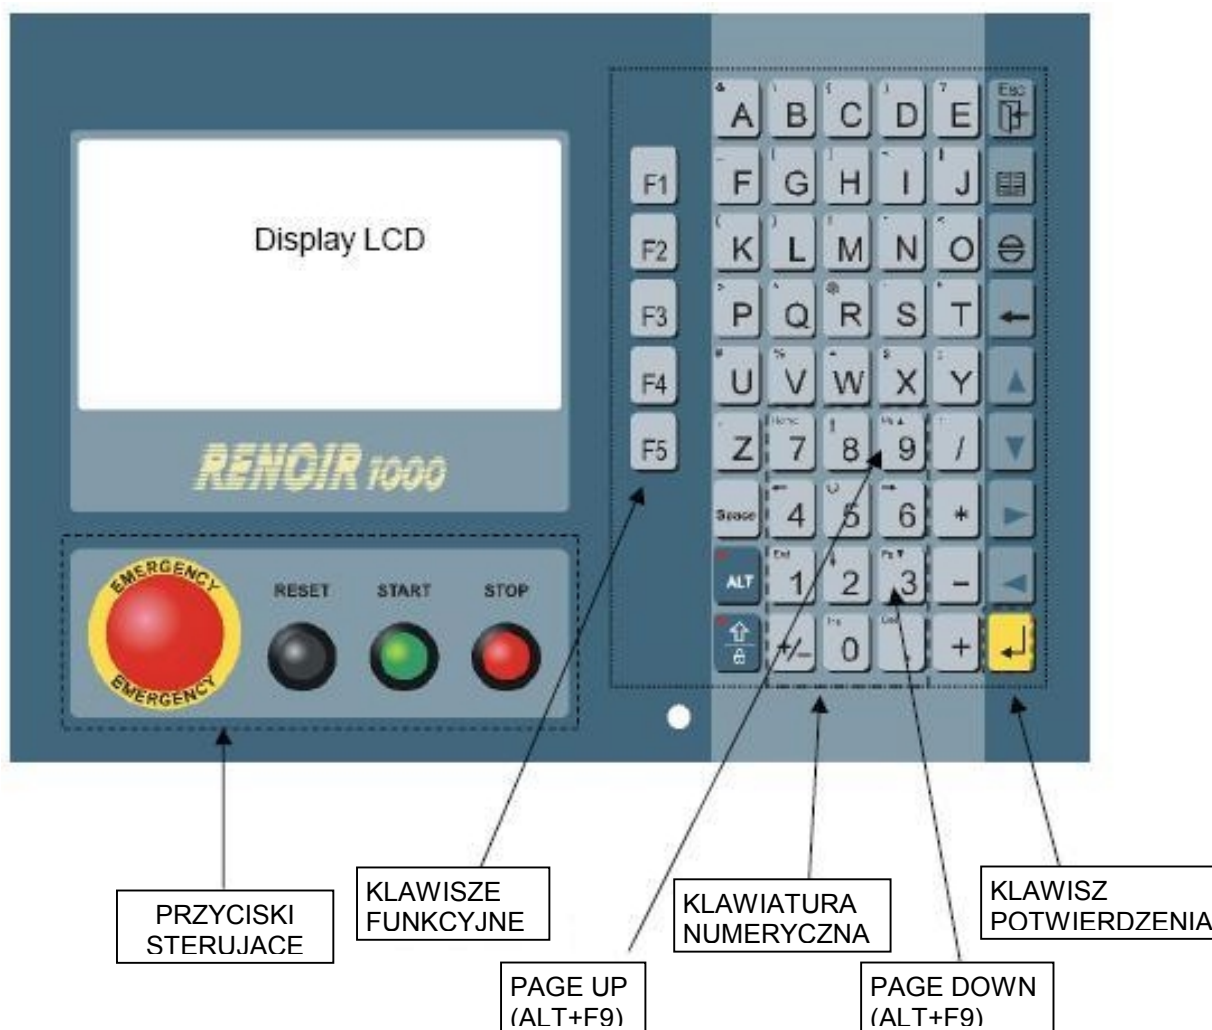 A B C D E Esc
F1 F G H I J
Display LCD
F2 K L M N O
F3 P Q R S T
F4 U V W X Y
RENOIR 1000
F5 Z 7 8 9 /
Space 4 5 6 *
EMERGENCY
EMERGENCY
RESET START STOP
ALT 1 2 3 -
+/- 0 . +
PRZYCISKI
STERUJACE
KLAWISZE
FUNKCYJNE
KLAWIATURA
NUMERYCZNA
KLAWISZ
POTWIERDZENIA
PAGE UP
(ALT+F9)
PAGE DOWN
(ALT+F9)